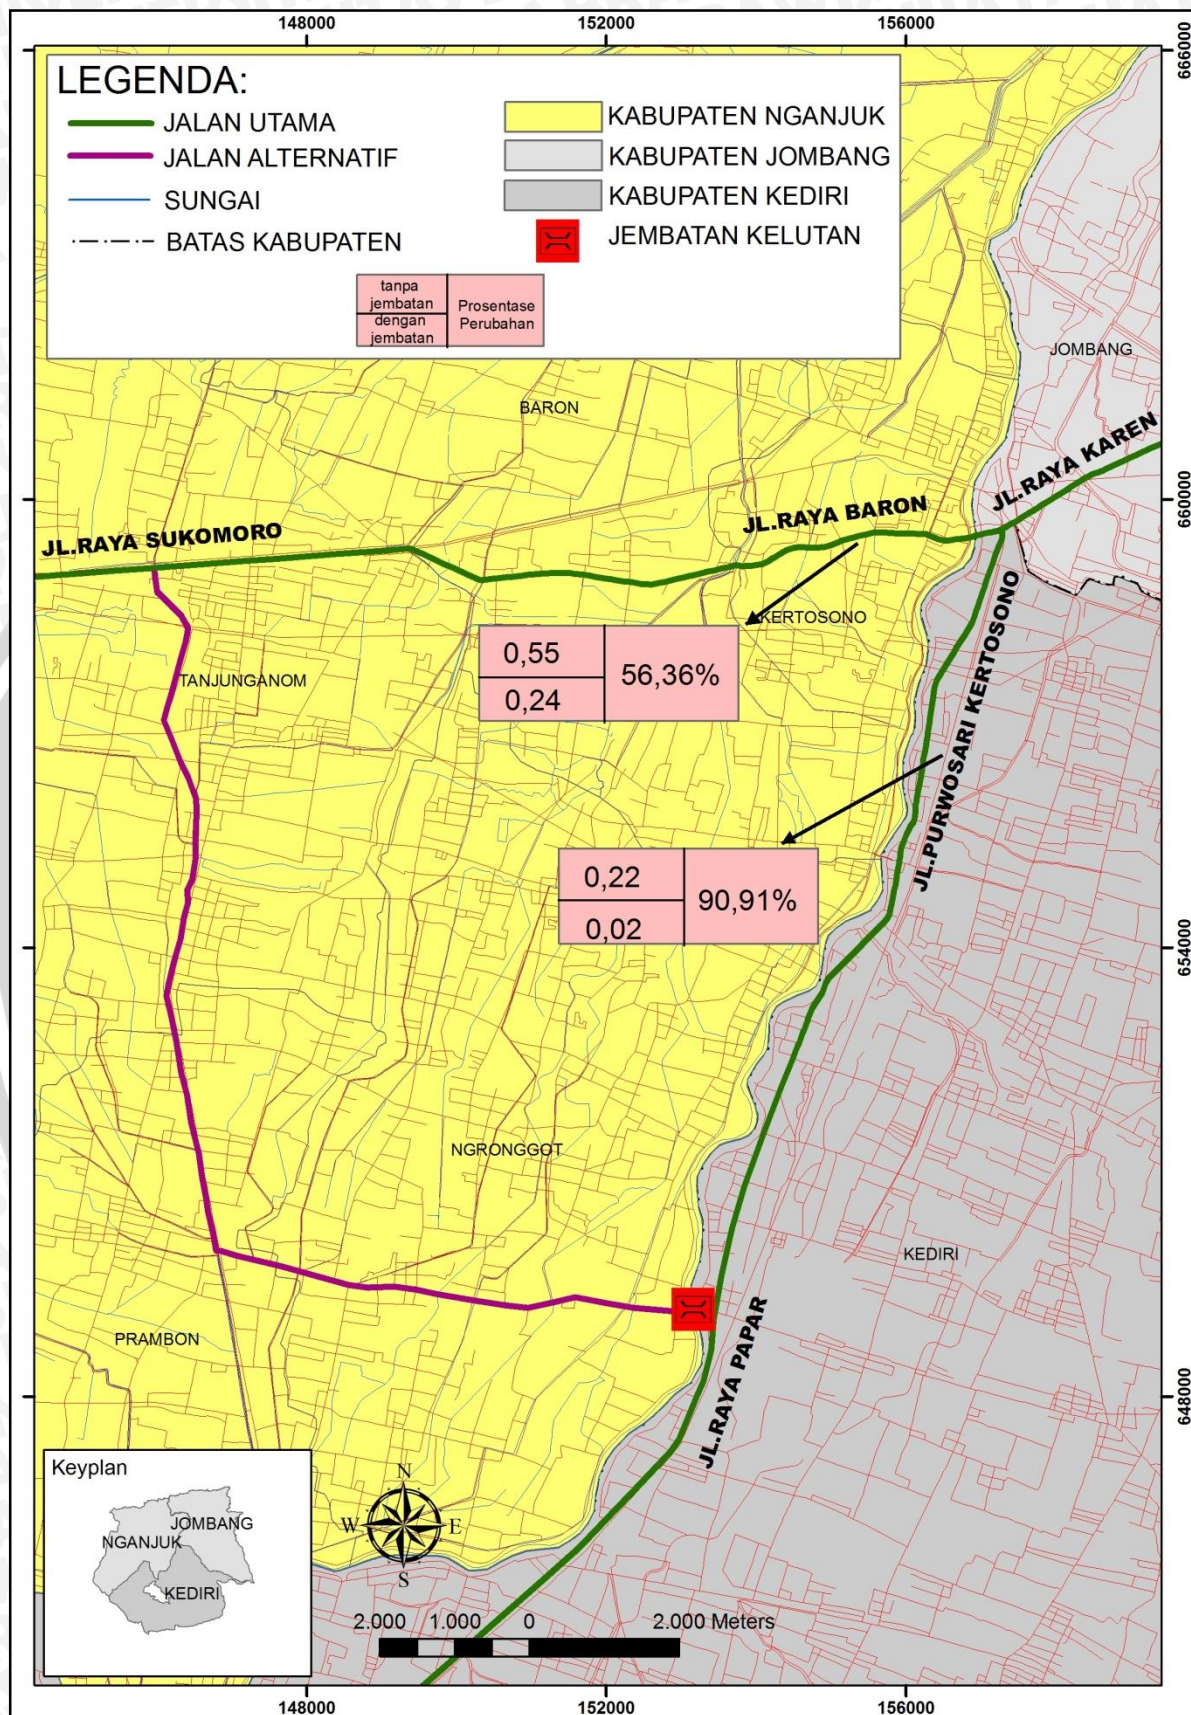 148000
152000
156000
666000
LEGENDA:
JALAN UTAMA
JALAN ALTERNATIF
SUNGAI
BATAS KABUPATEN
KABUPATEN NGANJUK
KABUPATEN JOMBANG
KABUPATEN KEDIRI
JEMBATAN KELUTAN
tanpa
jembatan
dengan
jembatan
Prosentase
Perubahan
JOMBANG
BARON
JL.RAYA KAREN
660000
JL.RAYA BARON
JL.RAYA SUKOMORO
KERTOSONO
JL.PURWOSARI KERTOSONO
TANJUNGANOM
0,55
0,24
56,36%
0,22
0,02
90,91%
654000
NGRONGGOT
KEDIRI
PRAMBON
JL.RAYA PAPAR
648000
Keyplan
JOMBANG
NGANJUK
KEDIRI
N
W
E
S
2.000 1.000 0 2.000 Meters
148000
152000
156000